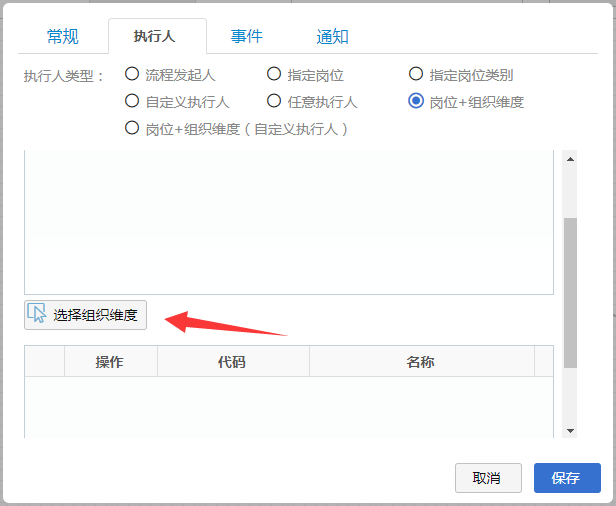 常规 执行人 事件 通知
执行人类型： 流程发起人 指定岗位 指定岗位类别
自定义执行人 任意执行人 岗位+组织维度
岗位+组织维度（自定义执行人）
选择组织维度
操作 代码 名称
取消 保存